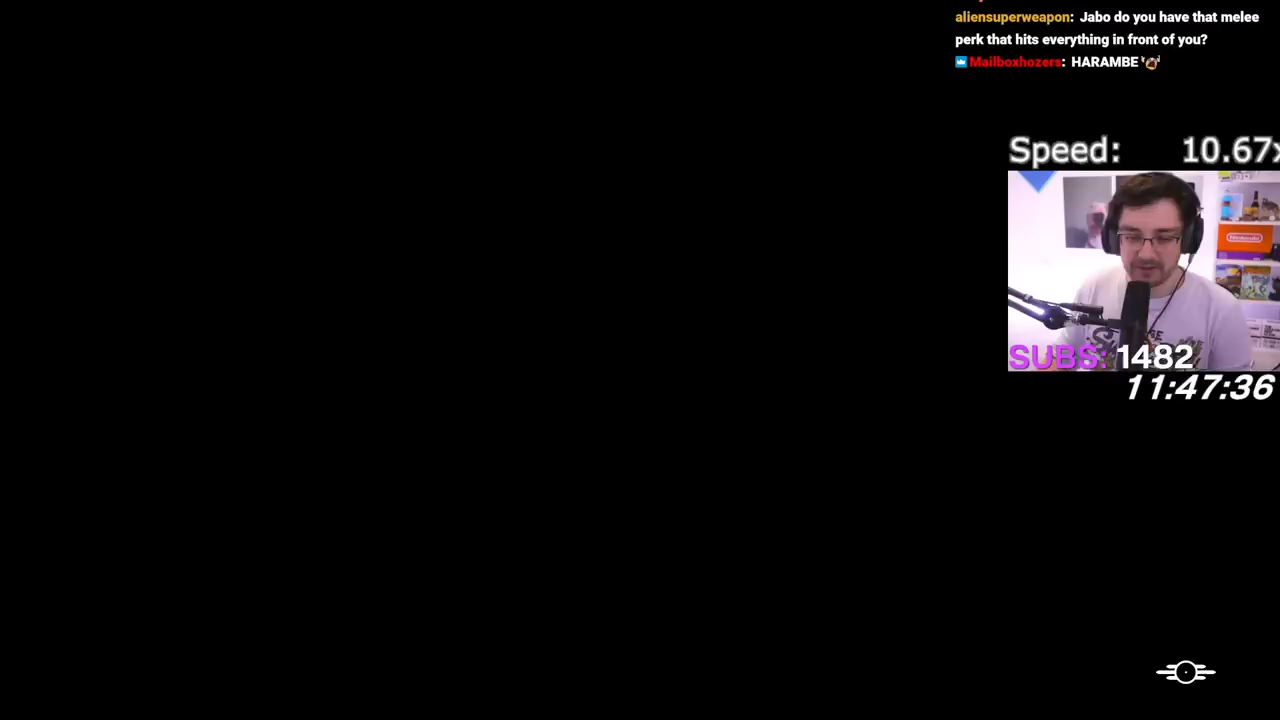 aliensuperweapon: Jabo do you have that melee
perk that hits everything in front of you?
Mailboxhozers: HARAMBE
Speed: 10.67x
Nintendo
SUBS: 1482
11:47:36